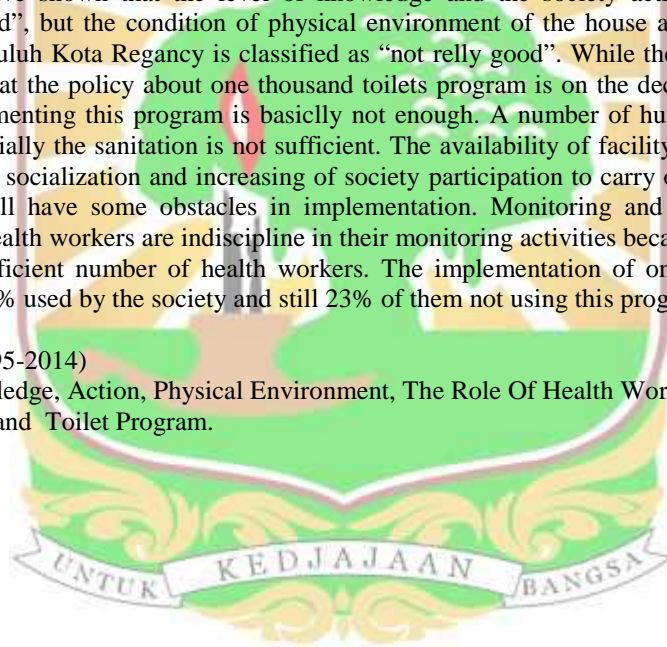 ve shown that the level of knowledge and the society acti
d”, but the condition of physical environment of the house a
uluh Kota Regancy is classified as “not relly good”. While the
at the policy about one thousand toilets program is on the dec
menting this program is basiclly not enough. A number of hu
ially the sanitation is not sufficient. The availability of facility
socialization and increasing of society participation to carry o
ll have some obstacles in implementation. Monitoring and
ealth workers are indiscipline in their monitoring activities beca
ficient number of health workers. The implementation of on
% used by the society and still 23% of them not using this prog
95-2014)
ledge, Action, Physical Environment, The Role Of Health Wor
and Toilet Program.
UNTUK KEDJAJAAN BANGSA